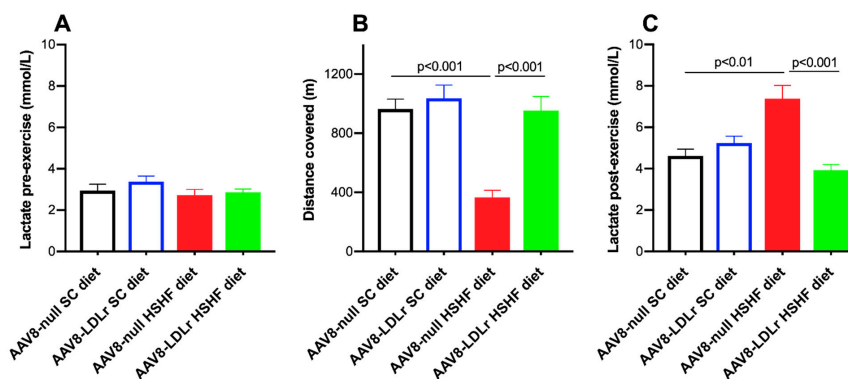 A
Lactate pre-exercise (mmol/L)
10
8
6
4
2
0
AAV8-null SC diet
AAV8-LDLr SC diet
AAV8-null HSHF diet
AAV8-LDLr HSHF diet
B
Distance covered (m)
1200
800
400
0
p<0.001
p<0.001
AAV8-null SC diet
AAV8-LDLr SC diet
AAV8-null HSHF diet
AAV8-LDLr HSHF diet
C
Lactate post-exercise (mmol/L)
10
8
6
4
2
0
p<0.01
p<0.001
AAV8-null SC diet
AAV8-LDLr SC diet
AAV8-null HSHF diet
AAV8-LDLr HSHF diet